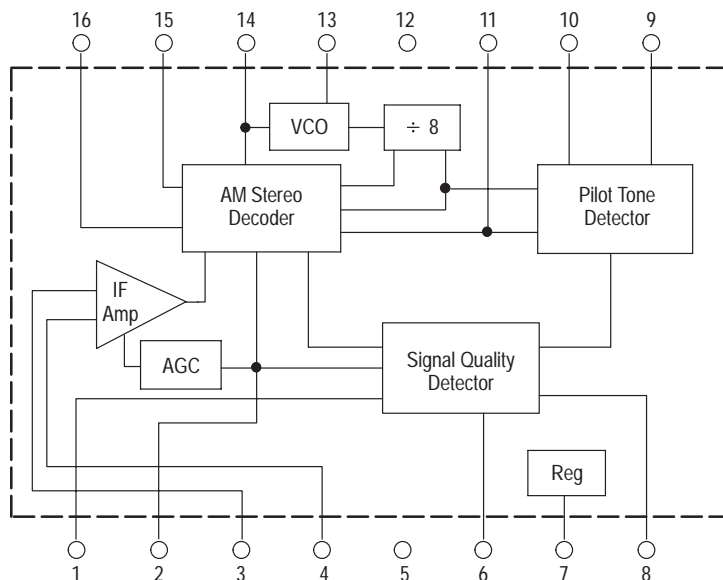 16 15 14 13 12 11 10 9
VCO
÷ 8
AM Stereo
Decoder
Pilot Tone
Detector
IF
Amp
AGC
Signal Quality
Detector
Reg
1 2 3 4 5 6 7 8